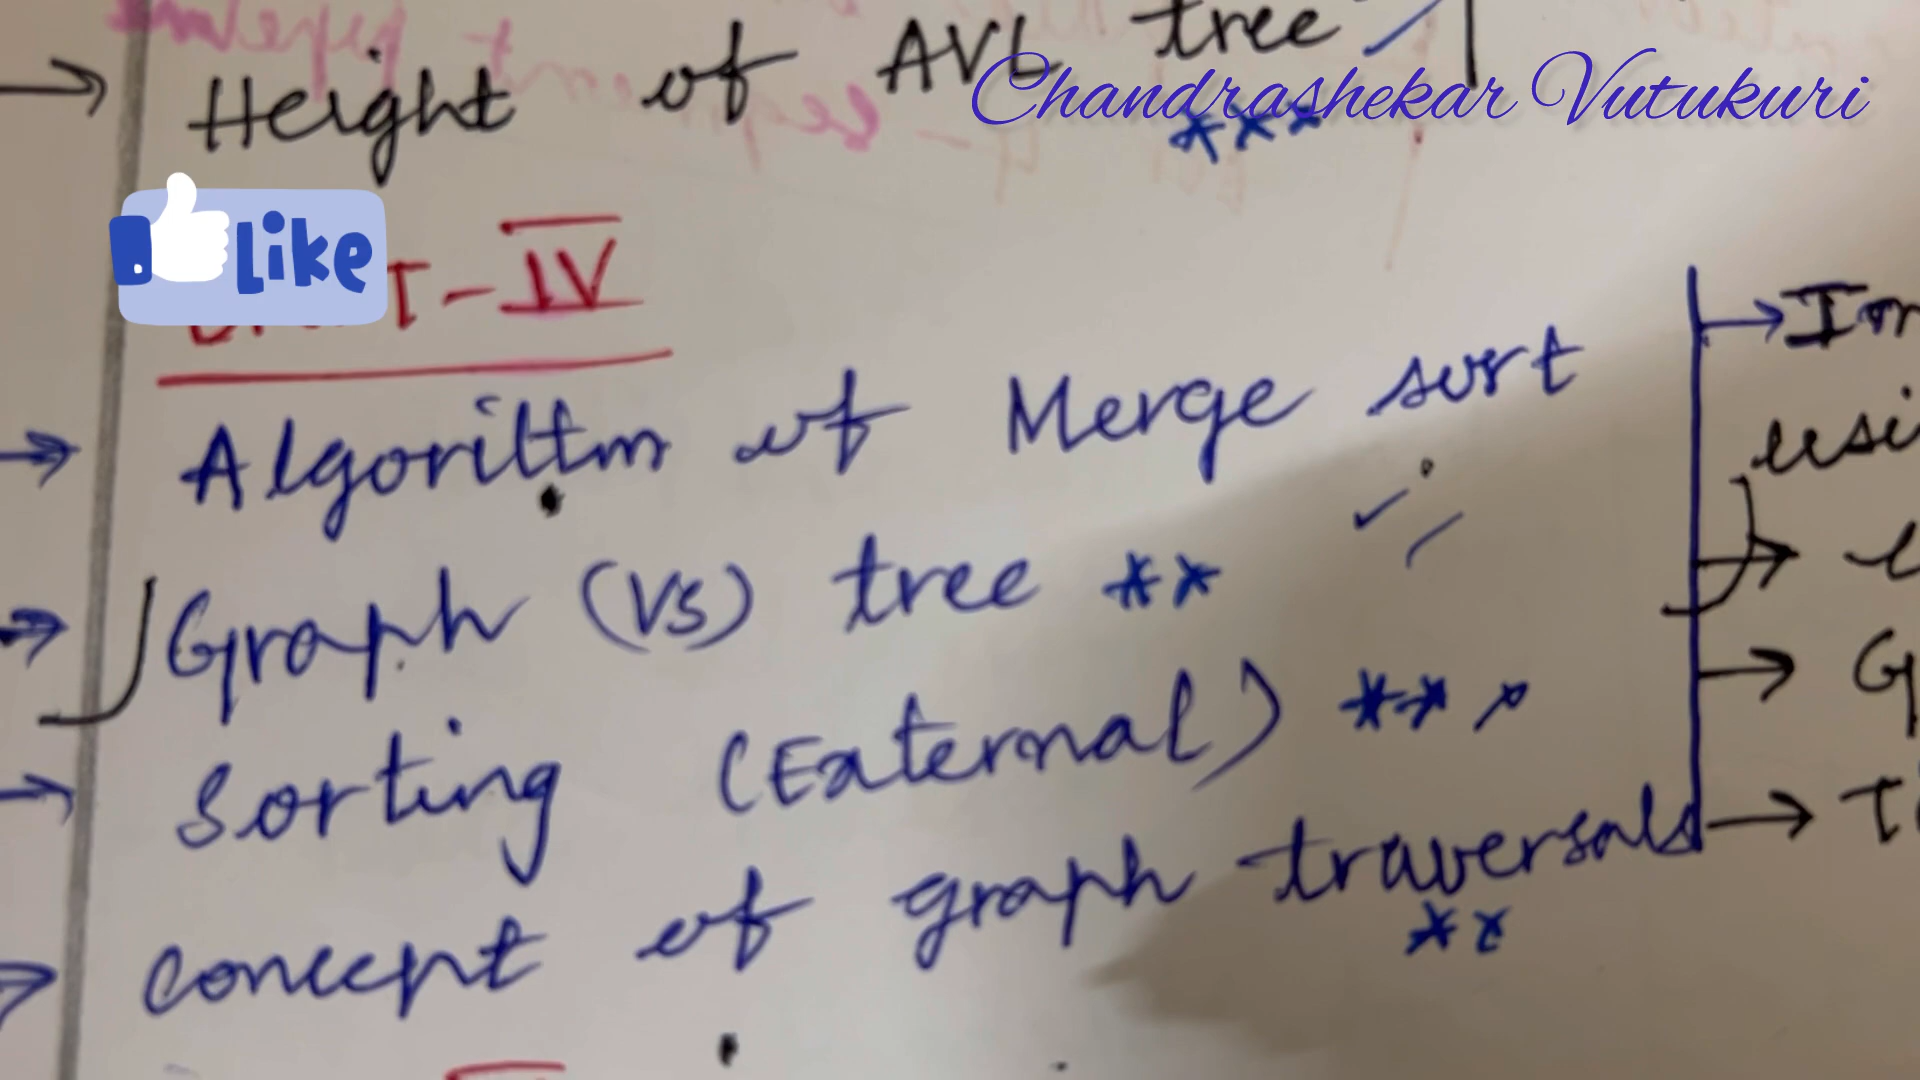 → Height of AVL tree
Chandrashekar Vutukuri
***
Like
T-IV
→ Algorithm of Merge sort
→ Graph (VS) tree **
→ Sorting (External) **
→ concept of graph traversals
**